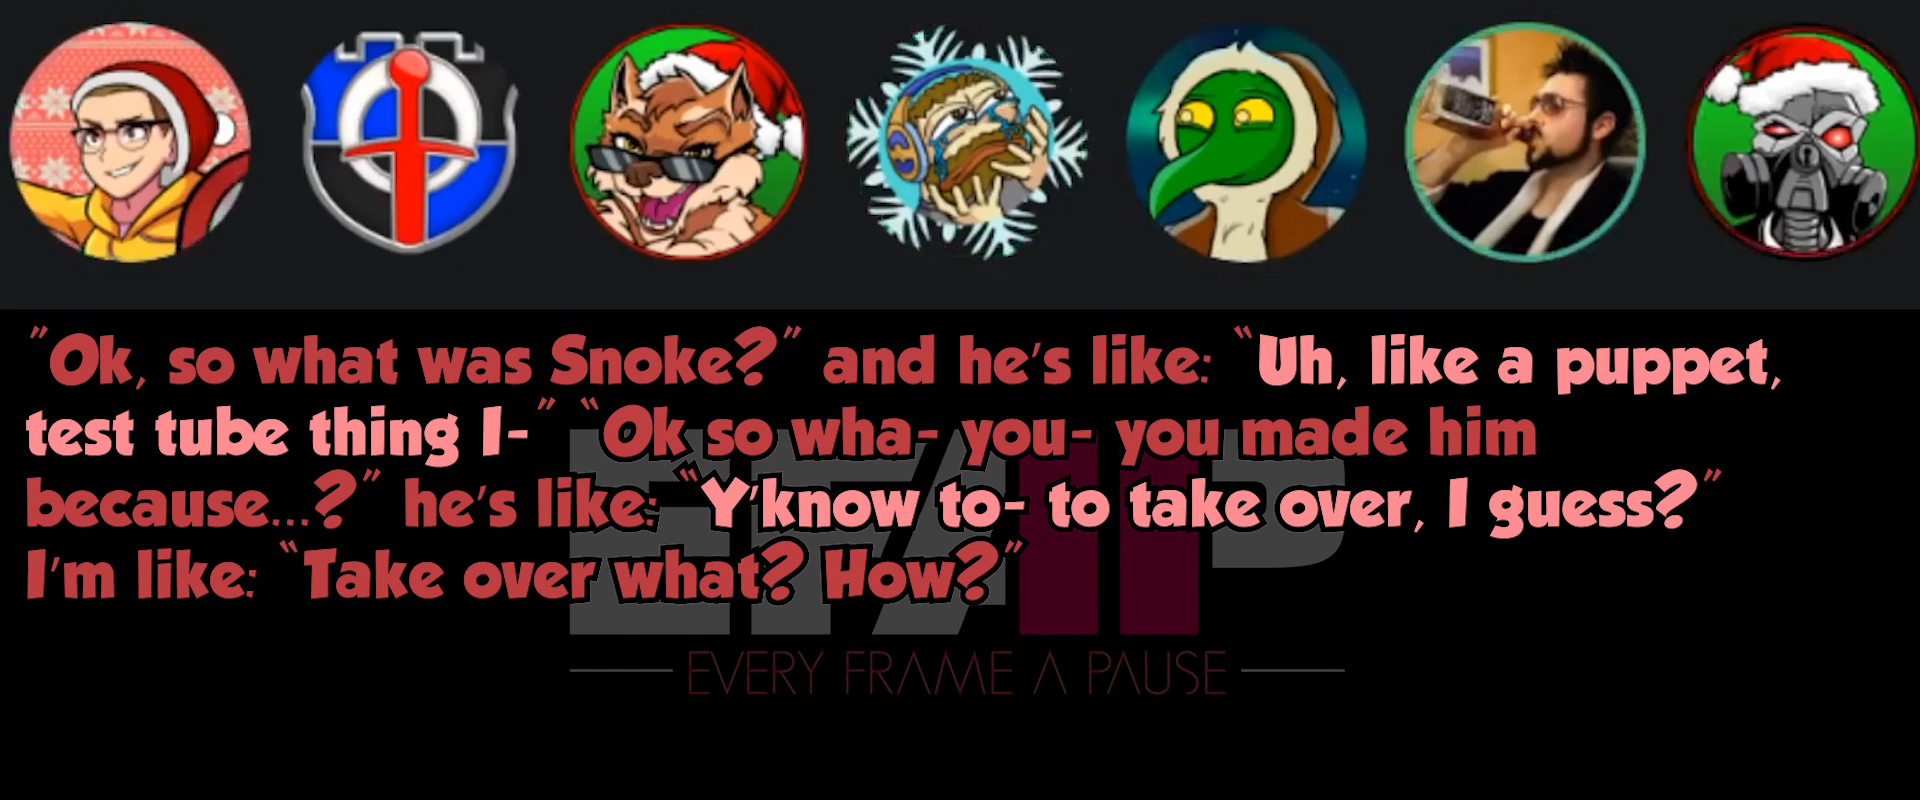 "Ok, so what was Snoke?" and he's like: "Uh, like a puppet,
test tube thing I- " "Ok so wha- you- you made him
because...?" he's like: "Y'know to- to take over, I guess?"
I'm like: "Take over what? How?"
EFAP
EVERY FRAME A PAUSE